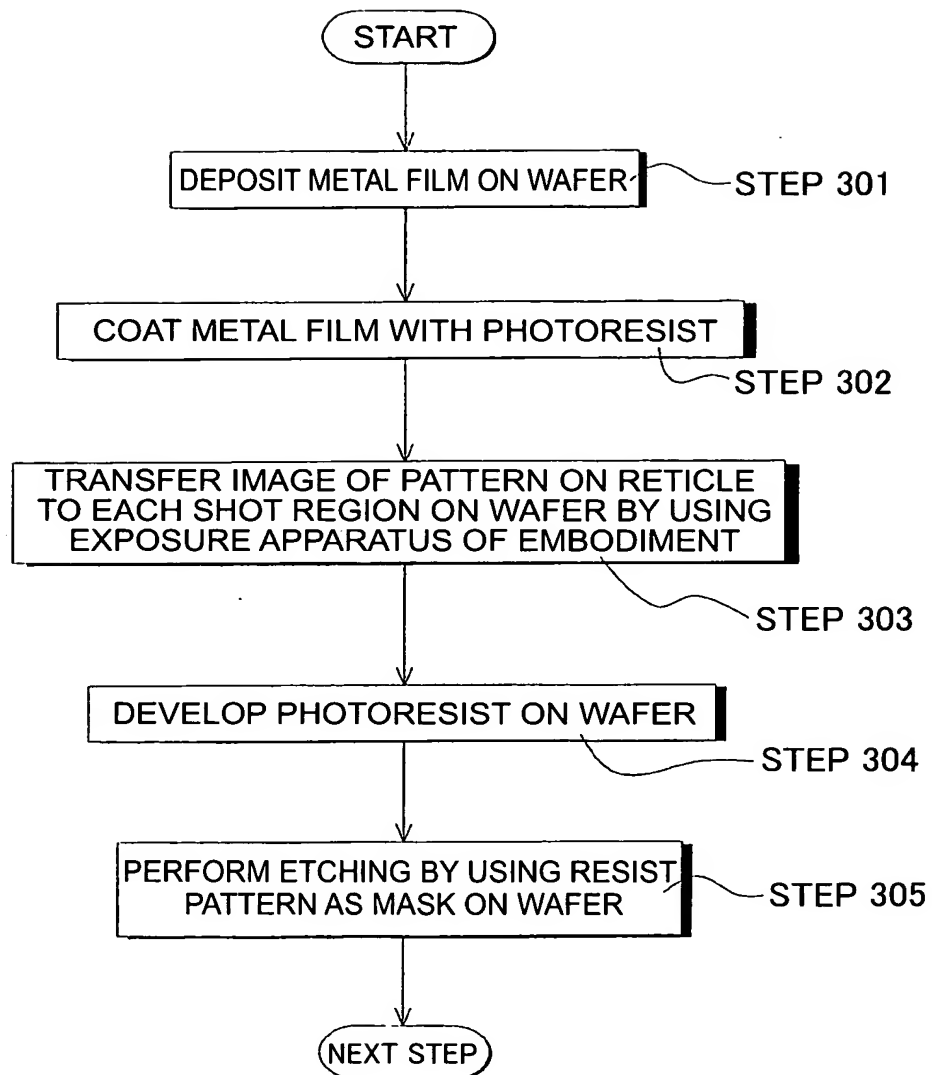 START
DEPOSIT METAL FILM ON WAFER
STEP 301
COAT METAL FILM WITH PHOTORESIST
STEP 302
TRANSFER IMAGE OF PATTERN ON RETICLE
TO EACH SHOT REGION ON WAFER BY USING
EXPOSURE APPARATUS OF EMBODIMENT
STEP 303
DEVELOP PHOTORESIST ON WAFER
STEP 304
PERFORM ETCHING BY USING RESIST
PATTERN AS MASK ON WAFER
STEP 305
NEXT STEP